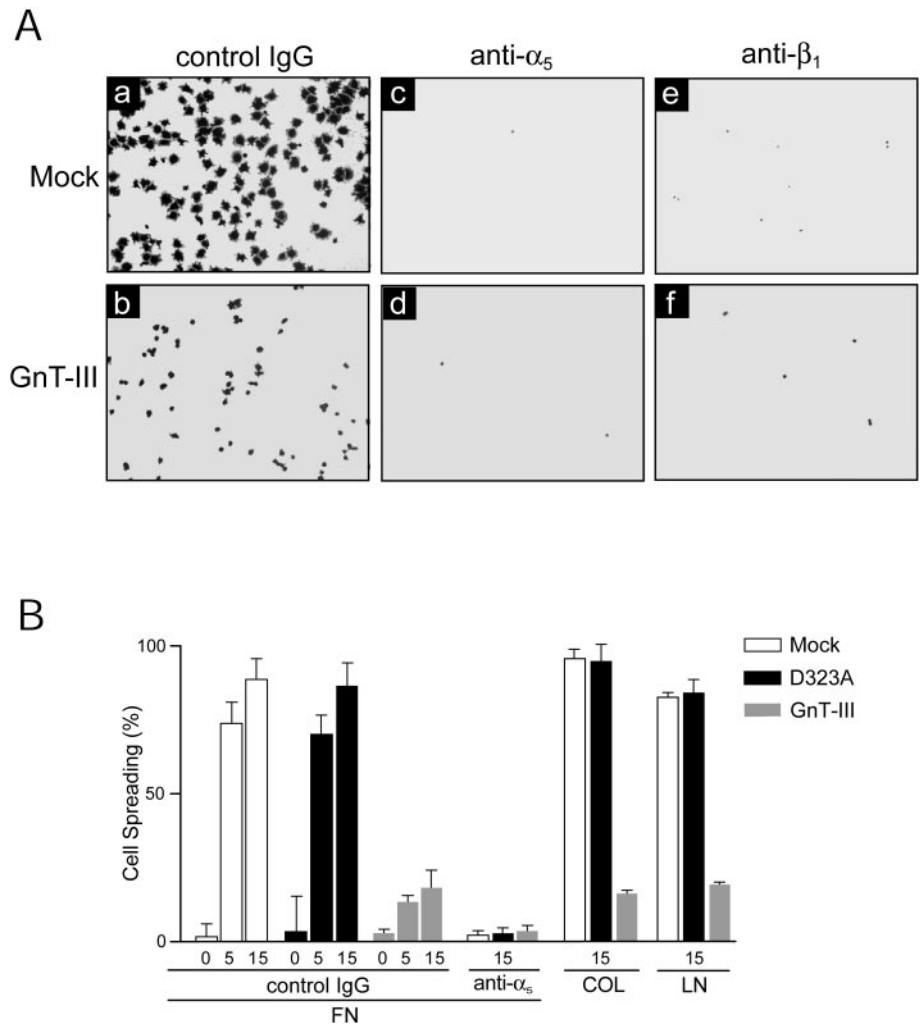 A
control IgG anti-α₅ anti-β₁
Mock a c e
GnT-III b d f
B
100
50
0
Cell Spreading (%)
Mock
D323A
GnT-III
0 5 15 0 5 15 0 5 15 15 15 15
control IgG anti-α₅ COL LN
FN